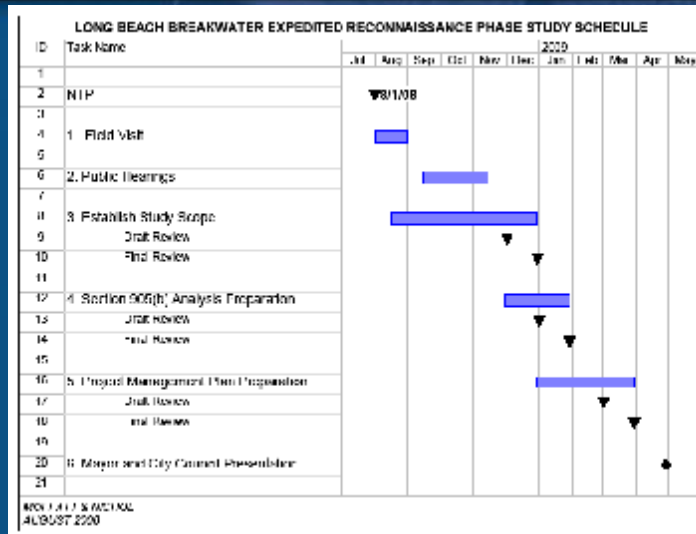 LONG BEACH BREAKWATER EXPEDITED RECONNAISSANCE PHASE STUDY SCHEDULE
ID Task Name 2009
Jul Aug Sep Oct Nov Dec Jan Feb Mar Apr May
1
2 NTP 8/1/08
3
4 1. Field Visit
5
6 2. Public Hearings
7
8 3. Establish Study Scope
9 Draft Review
10 Final Review
11
12 4. Section 905(b) Analysis Preparation
13 Draft Review
14 Final Review
15
16 5. Project Management Plan Preparation
17 Draft Review
18 Final Review
19
20 6. Mayor and City Council Presentation
21
MOFFATT & NICHOL
AUGUST